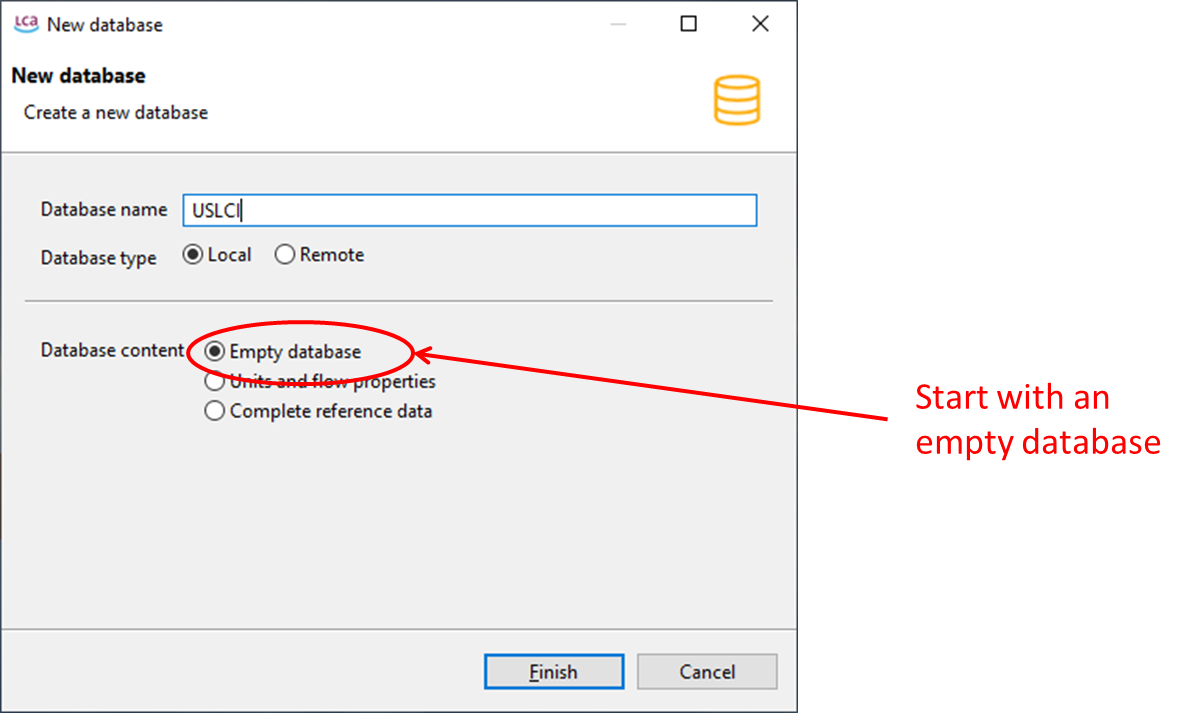 LCA New database
New database
Create a new database
Database name USLCI
Database type Local Remote
Database content Empty database
Units and flow properties
Complete reference data
Start with an
empty database
Finish Cancel